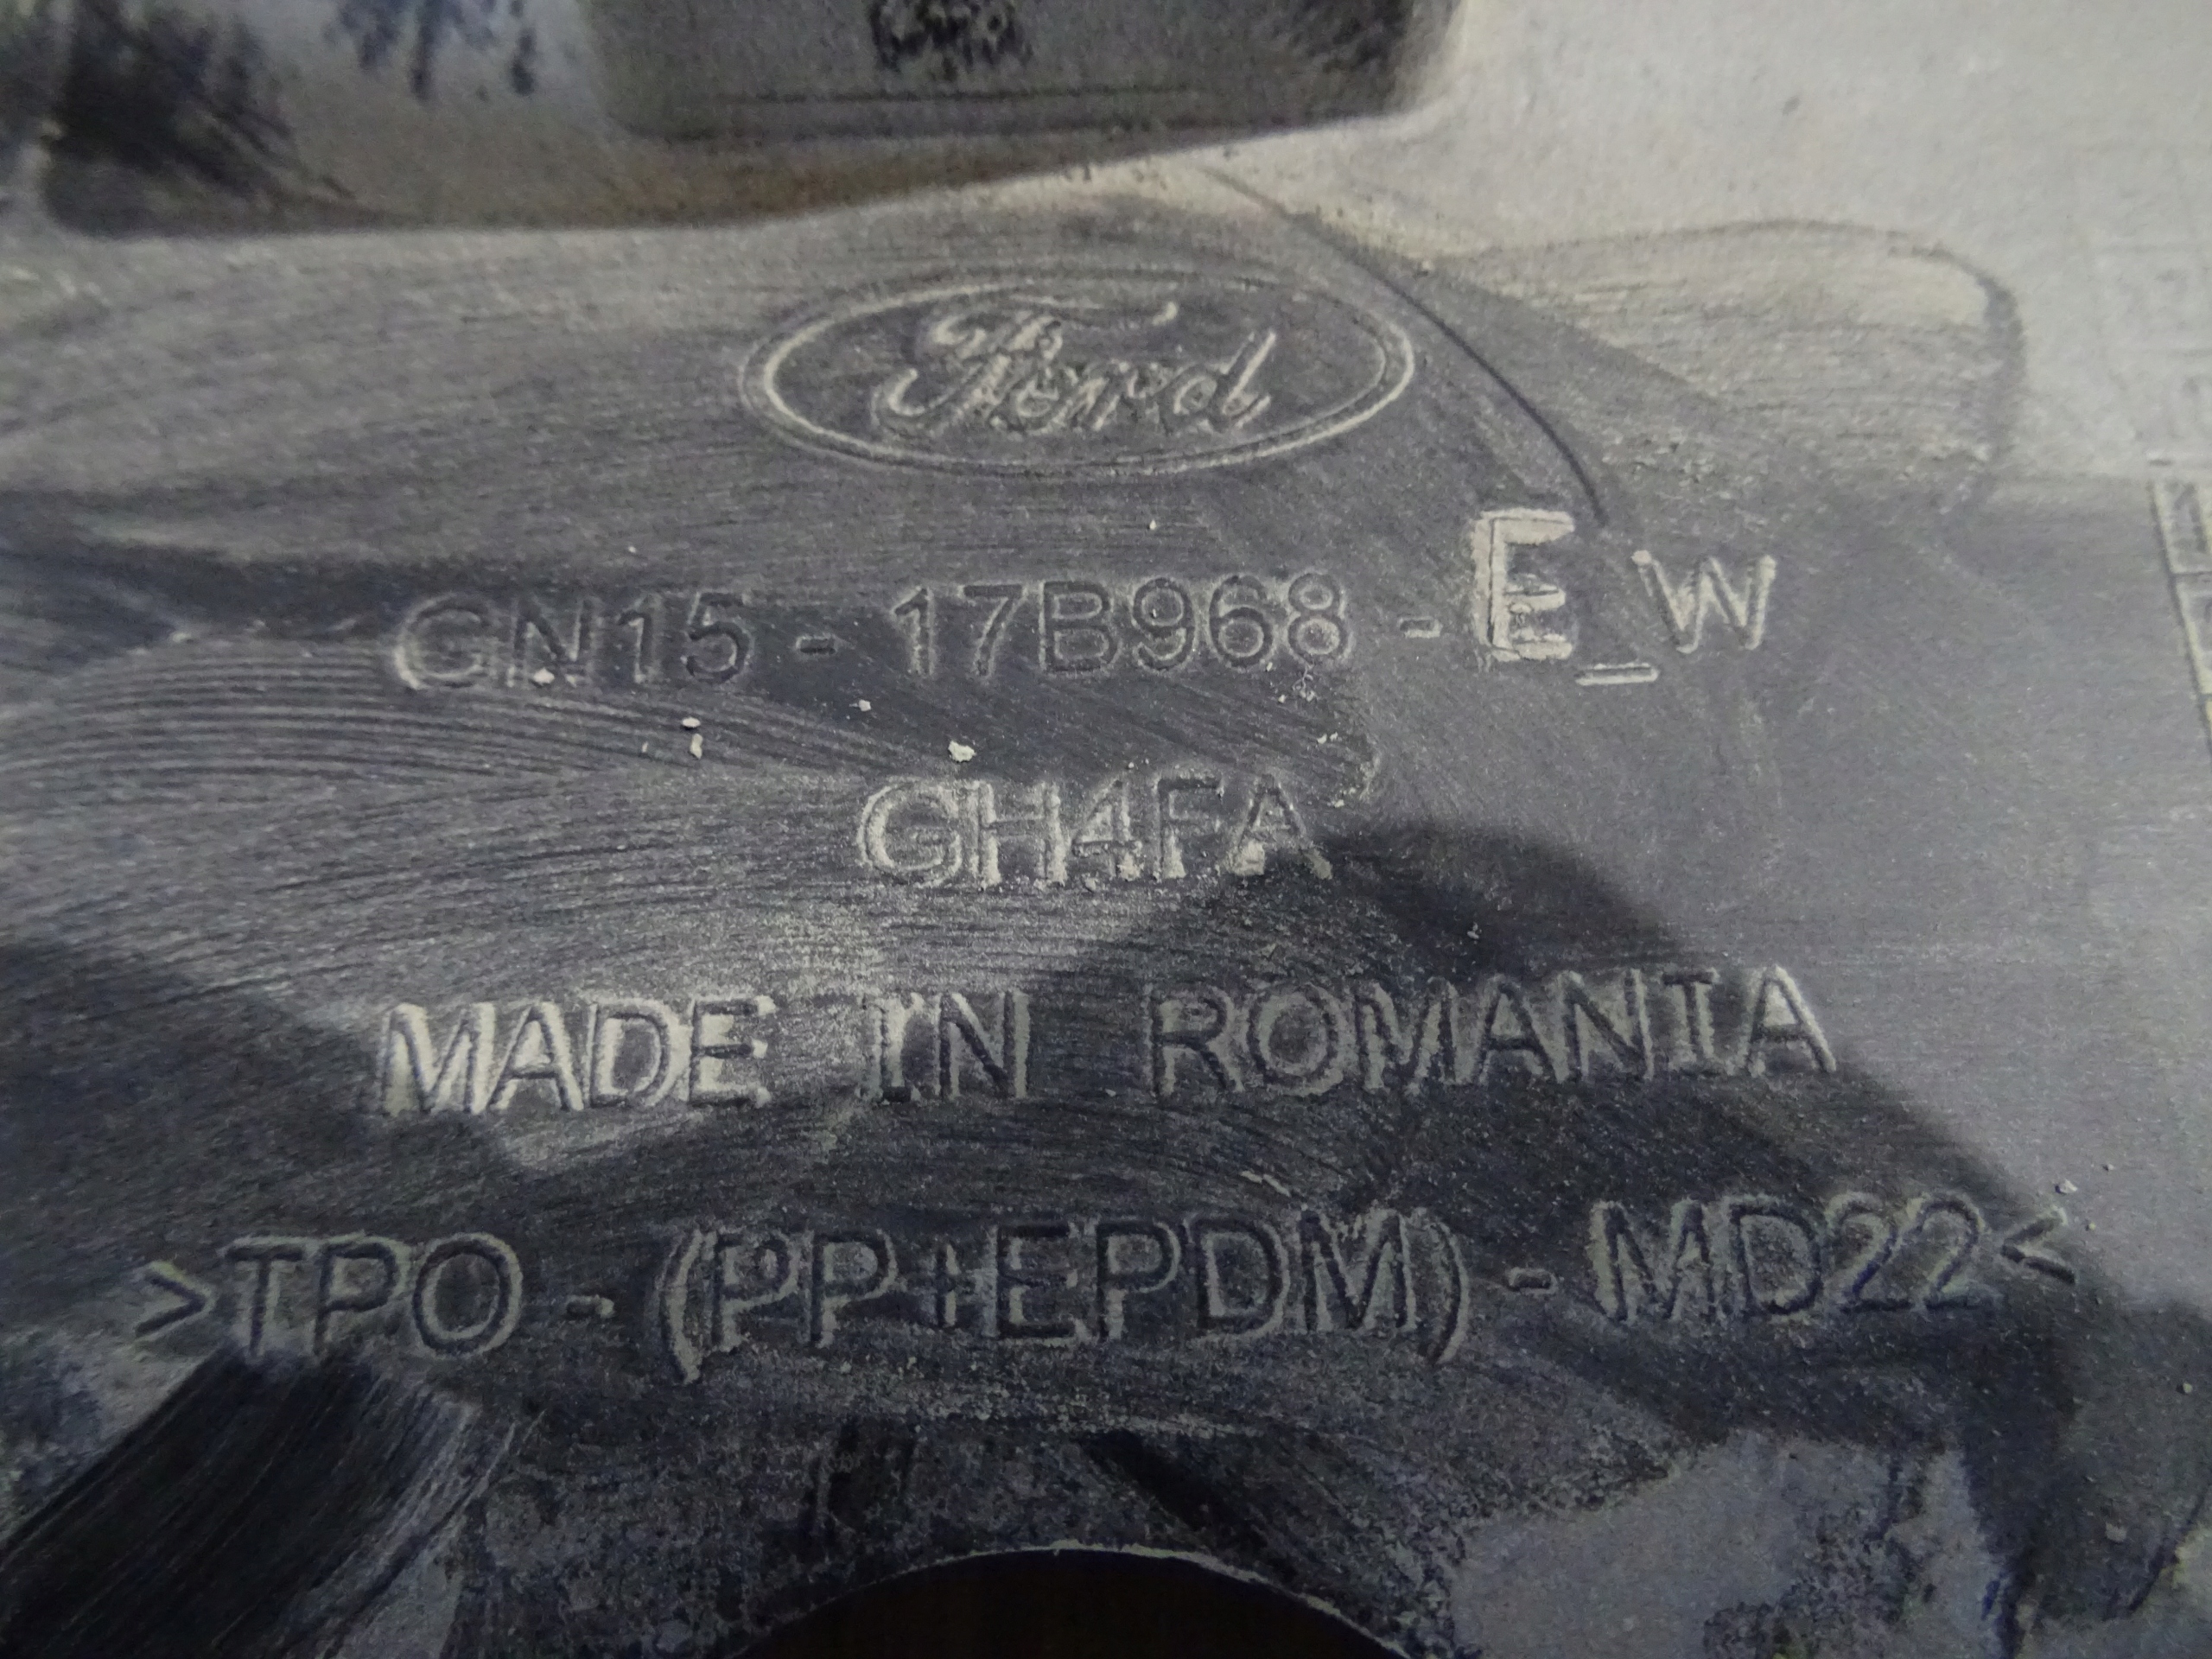 Ford
GN15 - 17B968 - E_W
GH4FA
MADE IN ROMANIA
>TPO - (PP+EPDM) - MD22<